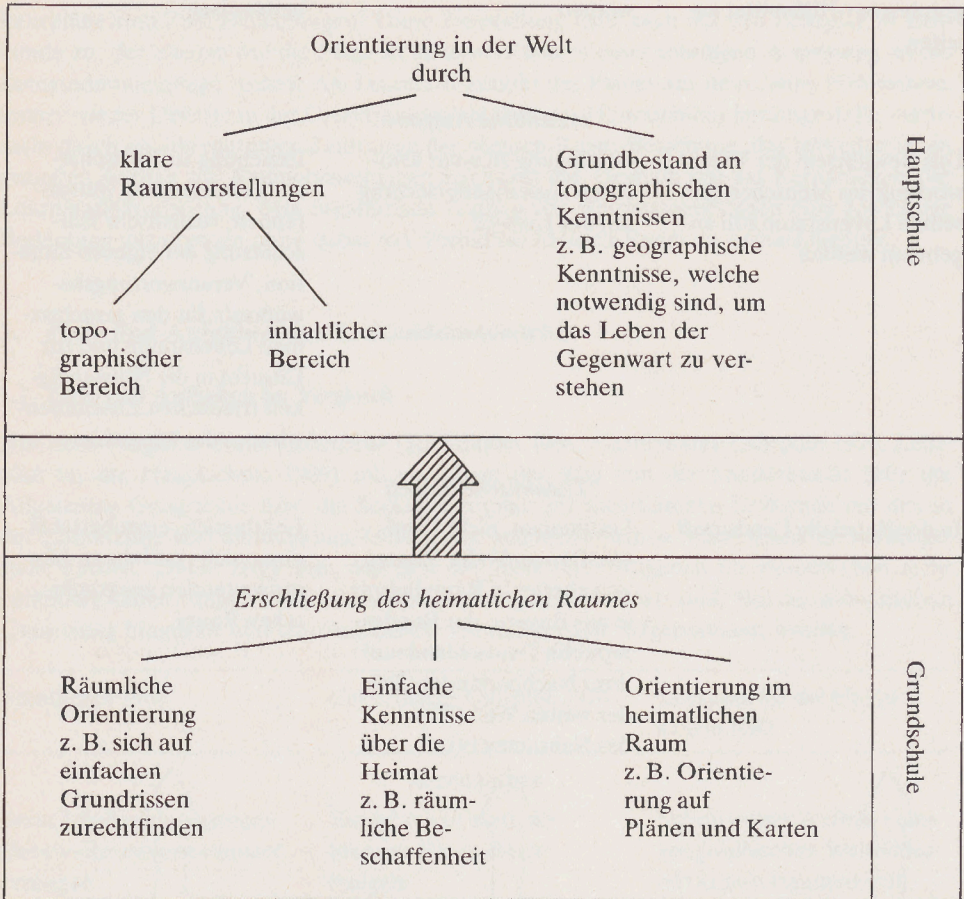 Orientierung in der Welt
durch
klare
Raumvorstellungen
topo-
graphischer
Bereich
inhaltlicher
Bereich
Grundbestand an
topographischen
Kenntnissen
z. B. geographische
Kenntnisse, welche
notwendig sind, um
das Leben der
Gegenwart zu ver-
stehen
Hauptschule
Erschließung des heimatlichen Raumes
Räumliche
Orientierung
z. B. sich auf
einfachen
Grundrissen
zurechtfinden
Einfache
Kenntnisse
über die
Heimat
z. B. räum-
liche Be-
schaffenheit
Orientierung im
heimatlichen
Raum
z. B. Orientie-
rung auf
Plänen und Karten
Grundschule